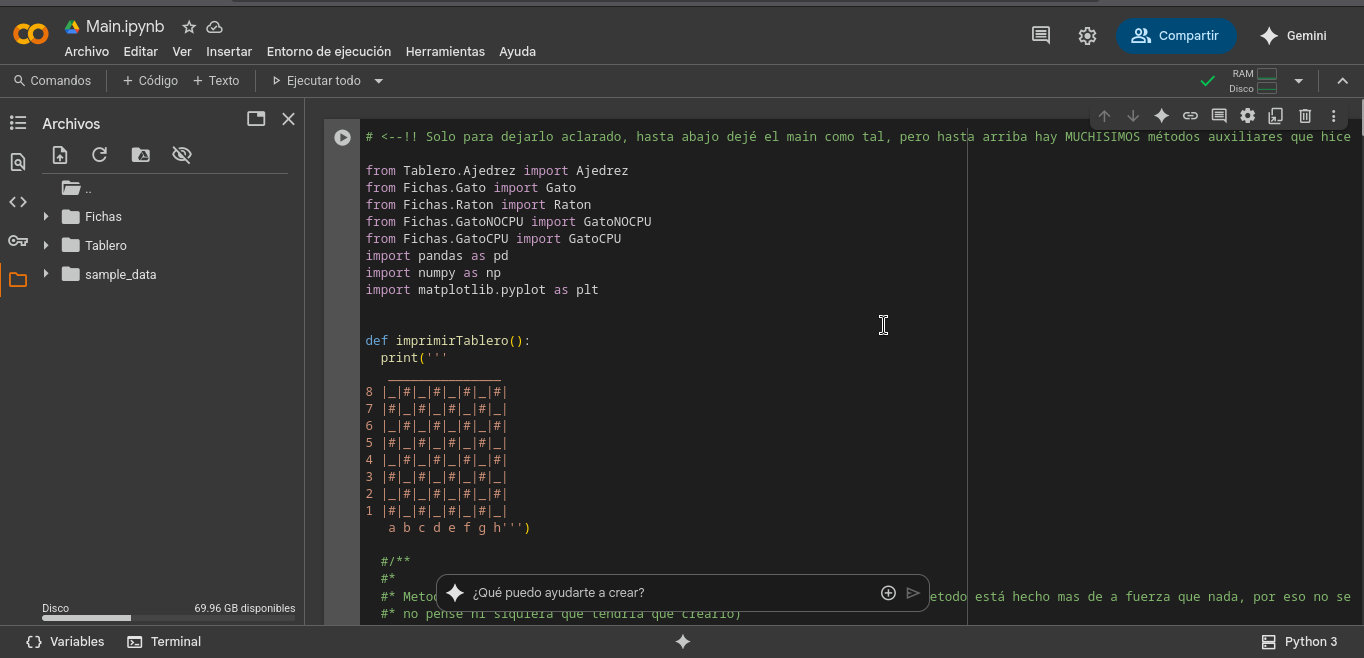 Main.ipynb
Archivo Editar Ver Insertar Entorno de ejecución Herramientas Ayuda
Compartir
Gemini
Comandos + Código + Texto Ejecutar todo
RAM
Disco
Archivos
..
Fichas
Tablero
sample_data
Disco 69.96 GB disponibles
# <--!! Solo para dejarlo aclarado, hasta abajo dejé el main como tal, pero hasta arriba hay MUCHISIMOS métodos auxiliares que hice
from Tablero.Ajedrez import Ajedrez
from Fichas.Gato import Gato
from Fichas.Raton import Raton
from Fichas.GatoNOCPU import GatoNOCPU
from Fichas.GatoCPU import GatoCPU
import pandas as pd
import numpy as np
import matplotlib.pyplot as plt
def imprimirTablero():
print('''
_______________
8 |_|#|_|#|_|#|_|#|
7 |#|_|#|_|#|_|#|_|
6 |_|#|_|#|_|#|_|#|
5 |#|_|#|_|#|_|#|_|
4 |_|#|_|#|_|#|_|#|
3 |#|_|#|_|#|_|#|_|
2 |_|#|_|#|_|#|_|#|
1 |#|_|#|_|#|_|#|_|
a b c d e f g h''')
#/**
#*
#* está hecho mas de a fuerza que nada, por eso no se
#* no pense ni siquiera que tendria que crearlo)
¿Qué puedo ayudarte a crear?
Variables Terminal
Python 3